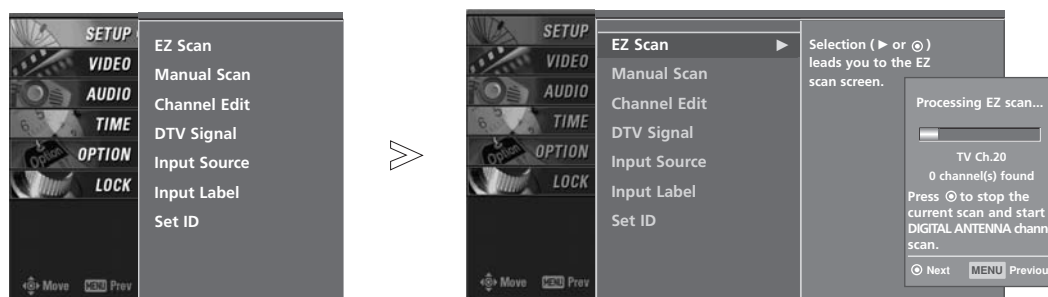 SETUP
VIDEO
AUDIO
TIME
OPTION
LOCK
Move MENU Prev
EZ Scan
Manual Scan
Channel Edit
DTV Signal
Input Source
Input Label
Set ID
SETUP
VIDEO
AUDIO
TIME
OPTION
LOCK
Move MENU Prev
EZ Scan ►
Manual Scan
Channel Edit
DTV Signal
Input Source
Input Label
Set ID
Selection ( ► or ⊙ )
leads you to the EZ
scan screen.
Processing EZ scan...
TV Ch.20
0 channel(s) found
Press ⊙ to stop the
current scan and start
DIGITAL ANTENNA chann
scan.
⊙ Next MENU Previou